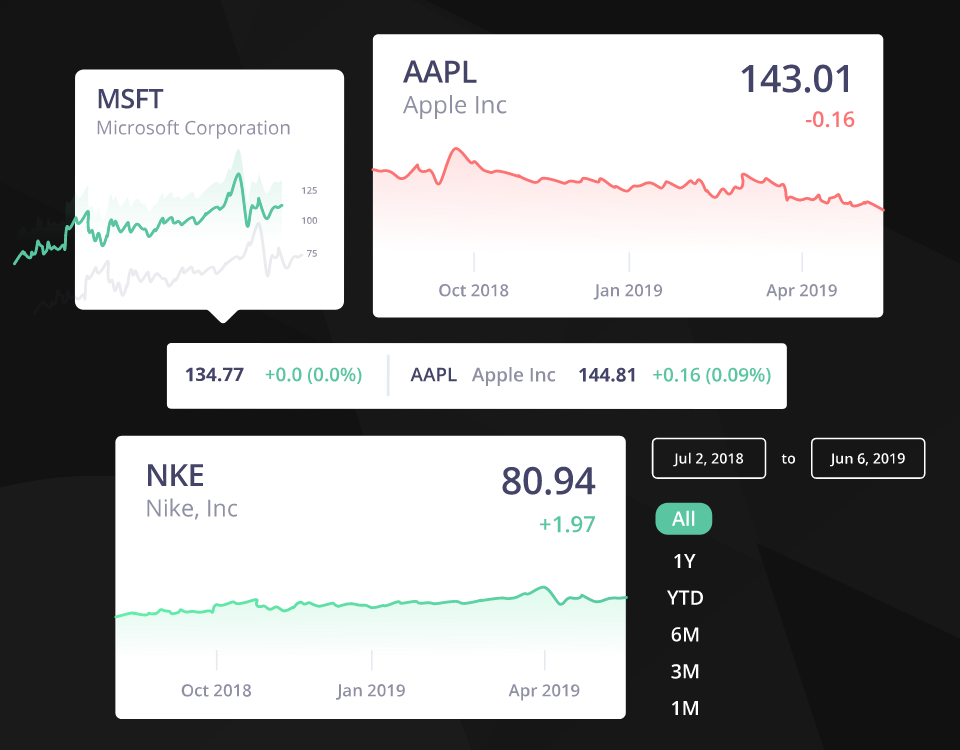 MSFT
Microsoft Corporation
125
100
75
AAPL
Apple Inc
143.01
-0.16
Oct 2018
Jan 2019
Apr 2019
134.77 +0.0 (0.0%) AAPL Apple Inc 144.81 +0.16 (0.09%)
NKE
Nike, Inc
80.94
+1.97
Oct 2018
Jan 2019
Apr 2019
Jul 2, 2018 to Jun 6, 2019
All
1Y
YTD
6M
3M
1M